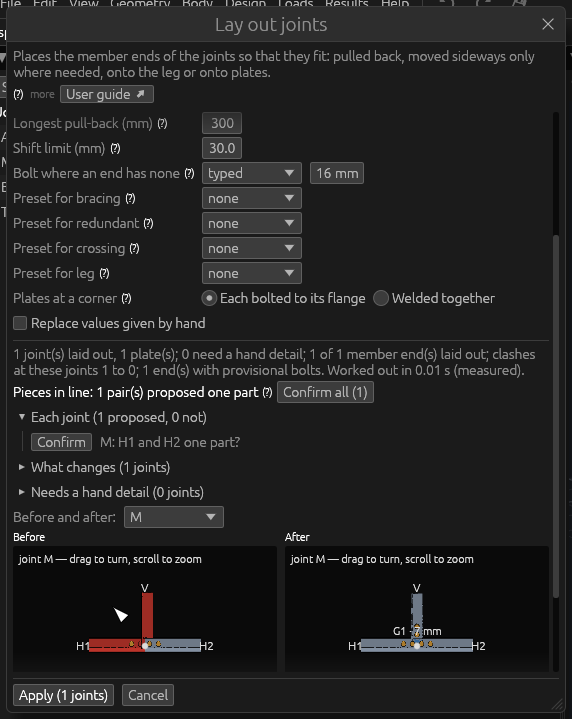 File Edit View Geometry Body Design Loads Results Help
Lay out joints
Places the member ends of the joints so that they fit: pulled back, moved sideways only
where needed, onto the leg or onto plates.
(?) more User guide
Longest pull-back (mm) (?) 300
Shift limit (mm) (?) 30.0
Bolt where an end has none (?) typed 16 mm
Preset for bracing (?) none
Preset for redundant (?) none
Preset for crossing (?) none
Preset for leg (?) none
Plates at a corner (?) Each bolted to its flange Welded together
Replace values given by hand
1 joint(s) laid out, 1 plate(s); 0 need a hand detail; 1 of 1 member end(s) laid out; clashes
at these joints 1 to 0; 1 end(s) with provisional bolts. Worked out in 0.01 s (measured).
Pieces in line: 1 pair(s) proposed one part (?) Confirm all (1)
Each joint (1 proposed, 0 not)
Confirm M: H1 and H2 one part?
What changes (1 joints)
Needs a hand detail (0 joints)
Before and after: M
Before After
joint M — drag to turn, scroll to zoom joint M — drag to turn, scroll to zoom
V V
G1 · 7 mm
H1 H2 H1 H2
Apply (1 joints) Cancel